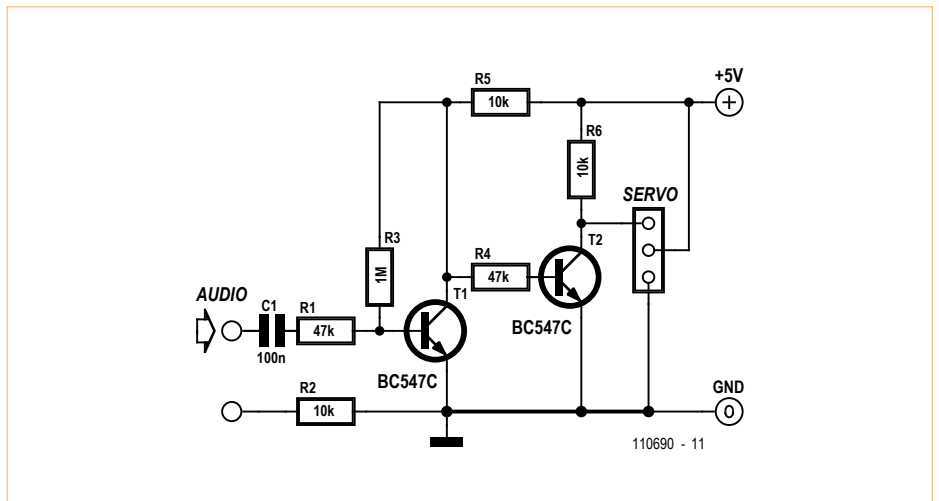 +5V
R5
10k
R6
10k
SERVO
R3
1M
R4
47k
T2
T1
AUDIO
C1
100n
R1
47k
BC547C
BC547C
R2
10k
GND
0
110690 - 11